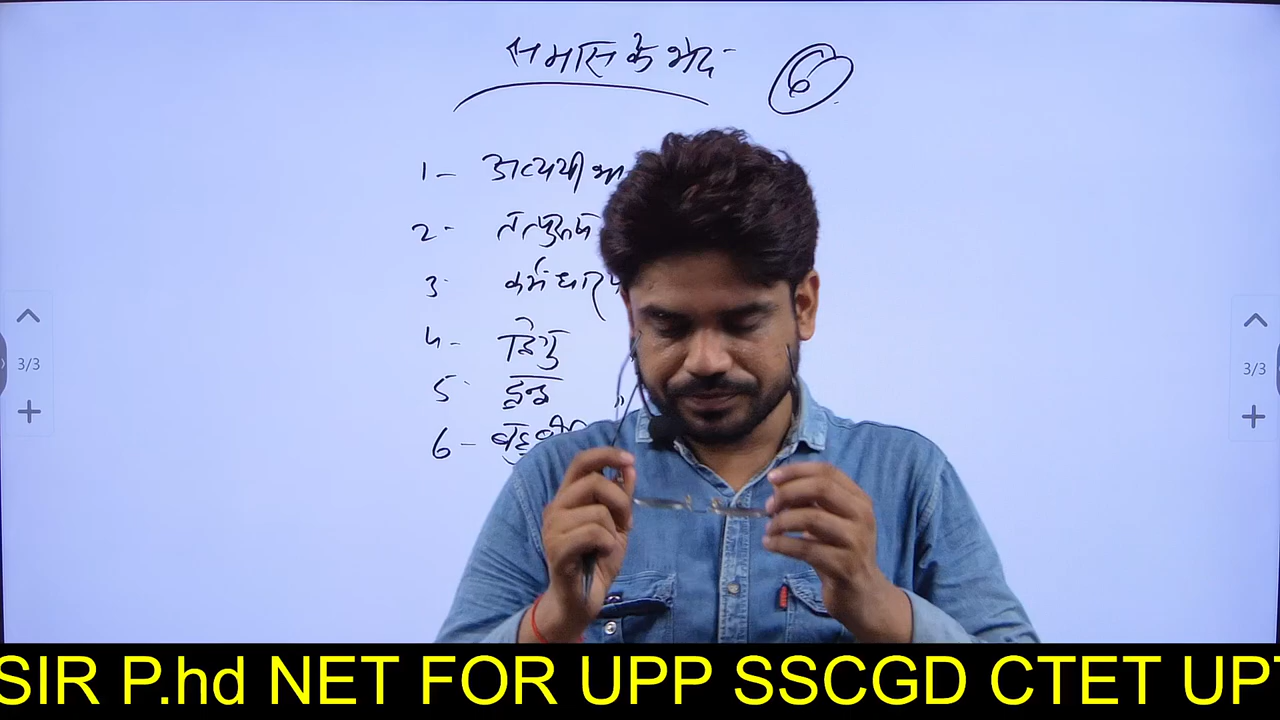 समास के भेद - 6
1- अव्ययीभा
2- तत्पुरुष
3- कर्मधारय
4- द्विगु
5- द्वन्द्व "
6- बहुव्री
3/3
3/3
SIR P.hd NET FOR UPP SSCGD CTET UP